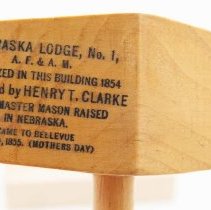 RASKA LODGE, No. 1,
A. F. & A. M.
ZED IN THIS BUILDING 1854
d by HENRY T. CLARKE
MASTER MASON RAISED
IN NEBRASKA.
CAME TO BELLEVUE
1855. (MOTHERS DAY)